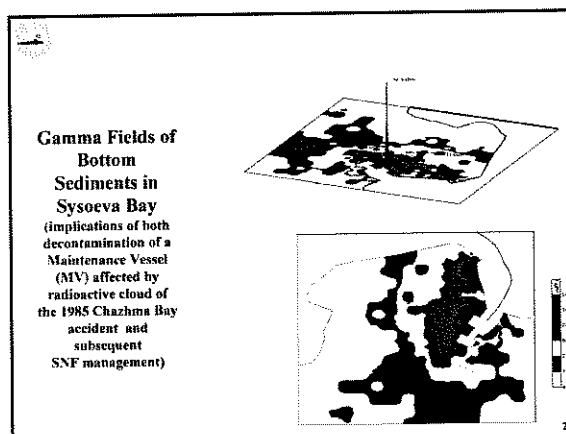 Gamma Fields of
Bottom
Sediments in
Sysoeva Bay
(implications of both
decontamination of a
Maintenance Vessel
(MV) affected by
radioactive cloud of
the 1985 Chazhma Bay
accident and
subsequent
SNF management)